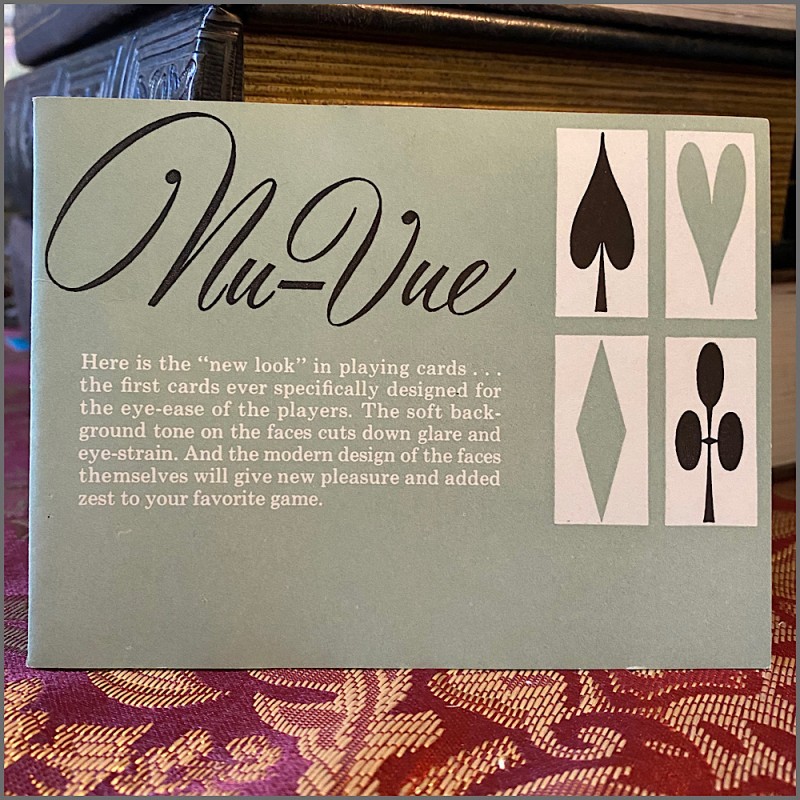 Nu-Vue
Here is the “new look” in playing cards . . .
the first cards ever specifically designed for
the eye-ease of the players. The soft back-
ground tone on the faces cuts down glare and
eye-strain. And the modern design of the faces
themselves will give new pleasure and added
zest to your favorite game.